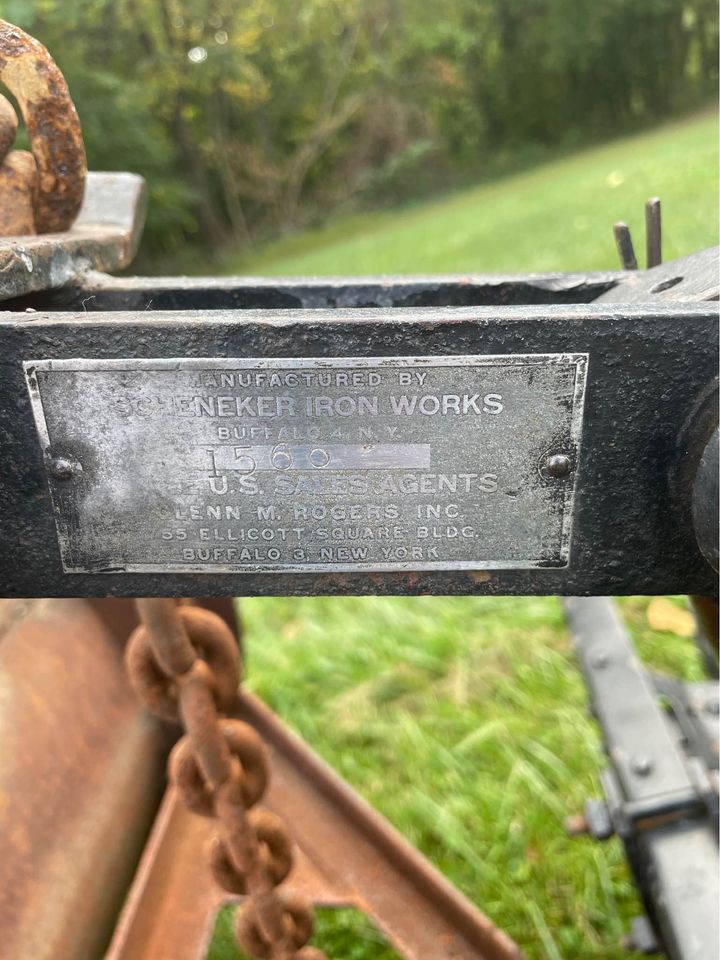 MANUFACTURED BY
SCHENEKER IRON WORKS
BUFFALO 4, N.Y.
1560
U.S. SALES AGENTS
GLENN M. ROGERS INC.
ELLICOTT SQUARE BLDG.
BUFFALO 3, NEW YORK